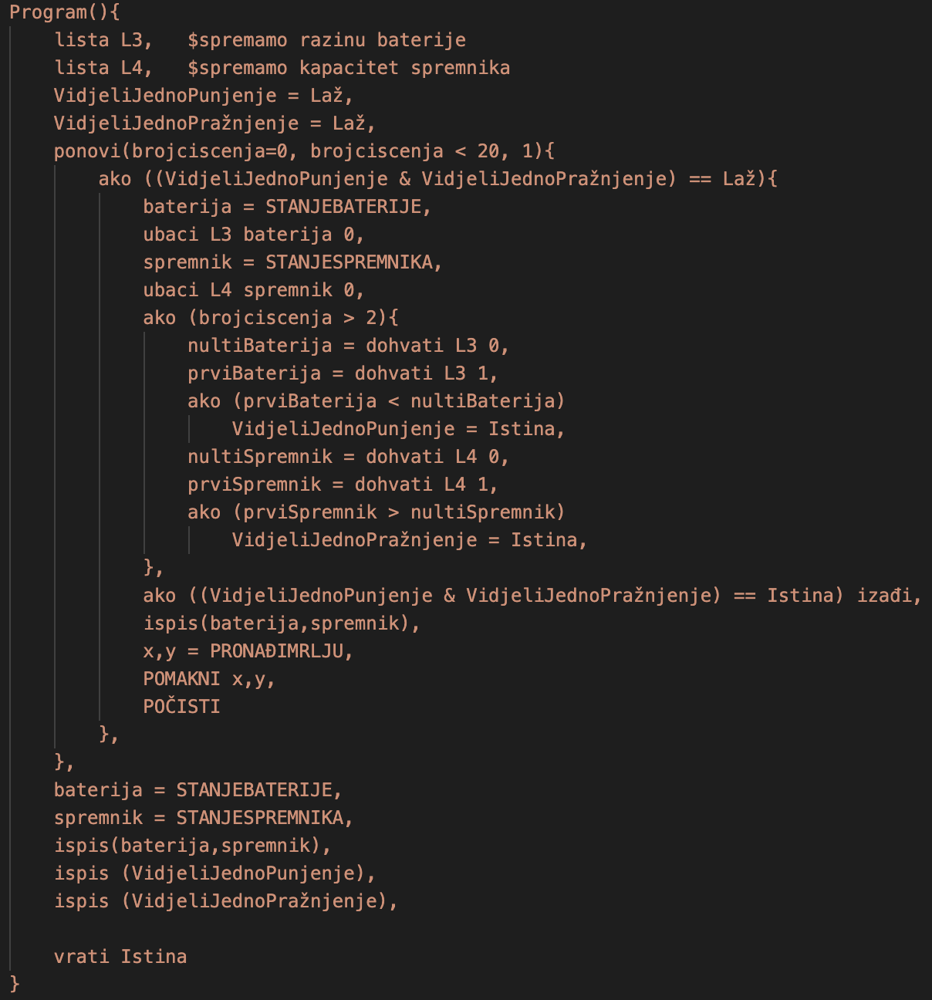 Program(){
    lista L3,   $spremamo razinu baterije
    lista L4,   $spremamo kapacitet spremnika
    VidjeliJednoPunjenje = Laž,
    VidjeliJednoPražnjenje = Laž,
    ponovi(brojciscenja=0, brojciscenja < 20, 1){
        ako ((VidjeliJednoPunjenje & VidjeliJednoPražnjenje) == Laž){
            baterija = STANJEBATERIJE,
            ubaci L3 baterija 0,
            spremnik = STANJESPREMNIKA,
            ubaci L4 spremnik 0,
            ako (brojciscenja > 2){
                nultiBaterija = dohvati L3 0,
                prviBaterija = dohvati L3 1,
                ako (prviBaterija < nultiBaterija)
                    VidjeliJednoPunjenje = Istina,
                nultiSpremnik = dohvati L4 0,
                prviSpremnik = dohvati L4 1,
                ako (prviSpremnik > nultiSpremnik)
                    VidjeliJednoPražnjenje = Istina,
            },
            ako ((VidjeliJednoPunjenje & VidjeliJednoPražnjenje) == Istina) izađi,
            ispis(baterija,spremnik),
            x,y = PRONAĐIMRLJU,
            POMAKNI x,y,
            POČISTI
        },
    },
    baterija = STANJEBATERIJE,
    spremnik = STANJESPREMNIKA,
    ispis(baterija,spremnik),
    ispis (VidjeliJednoPunjenje),
    ispis (VidjeliJednoPražnjenje),

    vrati Istina
}